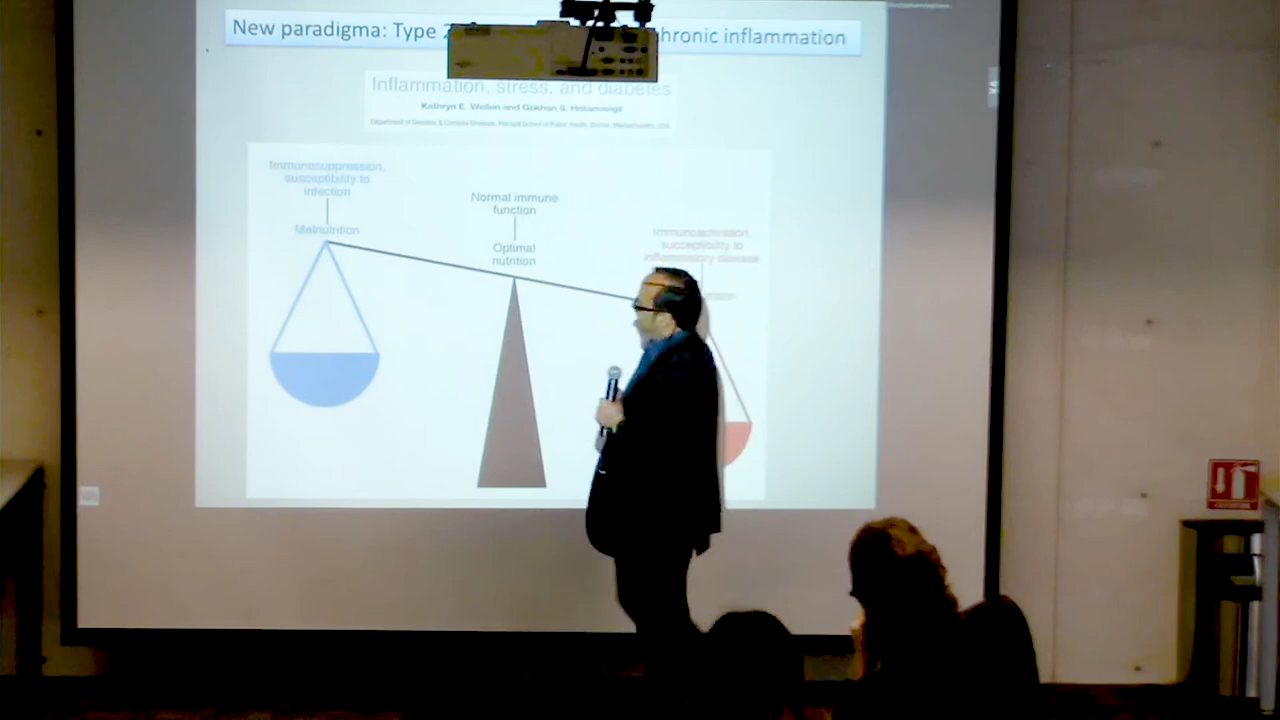 New paradigma: Type 2 chronic inflammation
Inflammation, stress, and diabetes
Kathryn E. Wellen and Gökhan S. Hotamisligil
Immunosuppression,
susceptibility to
infection
Malnutrition
Normal immune
function
Optimal
nutrition
Immunoactivation,
susceptibility to
inflammatory disease